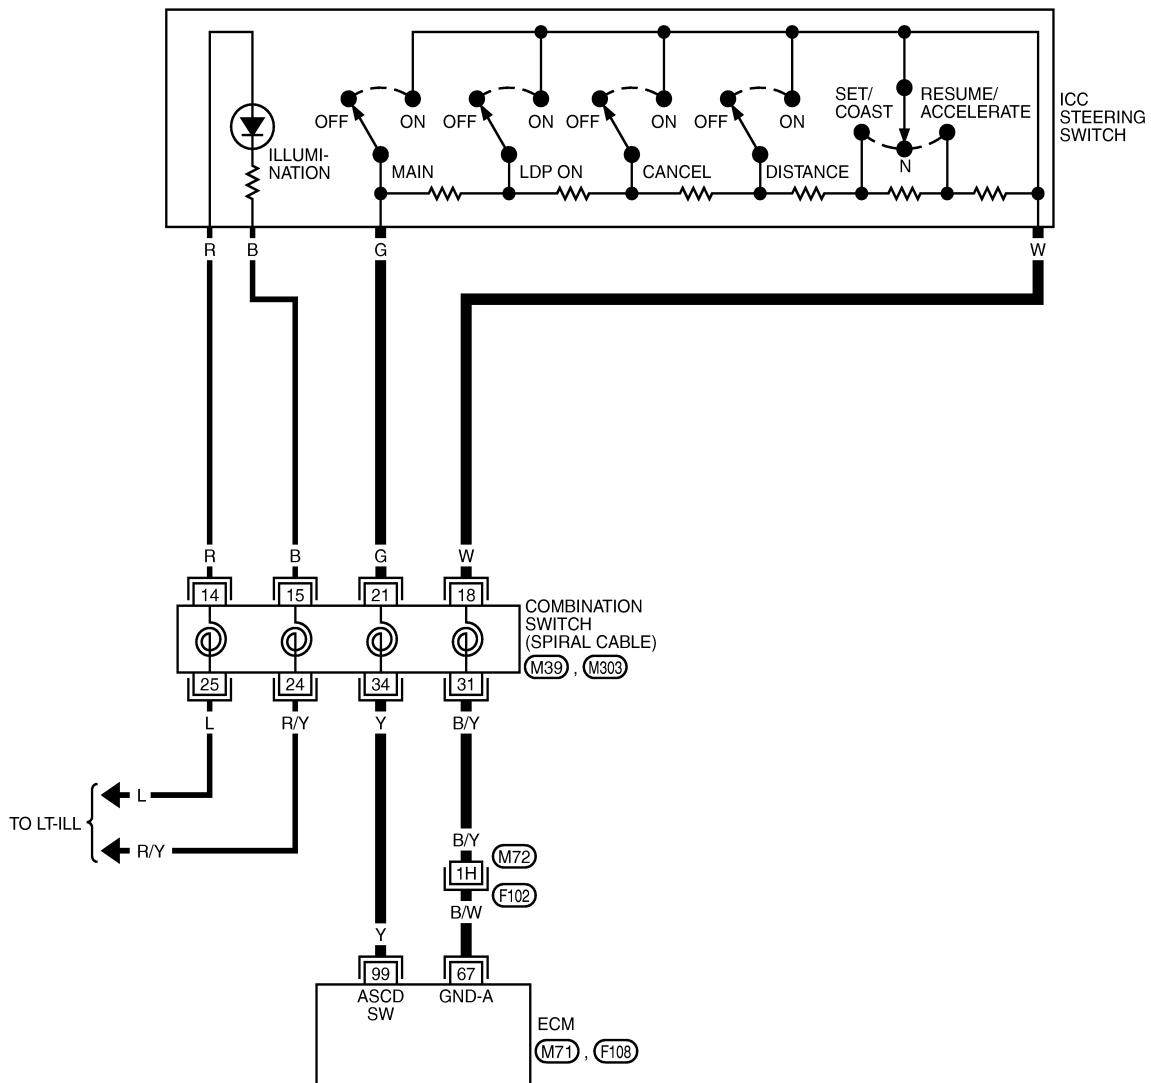 SET/
COAST
RESUME/
ACCELERATE
ICC
STEERING
SWITCH
OFF ON OFF ON OFF ON OFF ON
N
ILLUMI-
NATION
MAIN LDP ON CANCEL DISTANCE
R B G W
R B G W
14 15 21 18
COMBINATION
SWITCH
(SPIRAL CABLE)
M39 , M303
25 24 34 31
L R/Y Y B/Y
TO LT-ILL
L
R/Y
B/Y
M72
1H
F102
B/W
Y
99 67
ASCD
SW
GND-A
ECM
M71 , F108